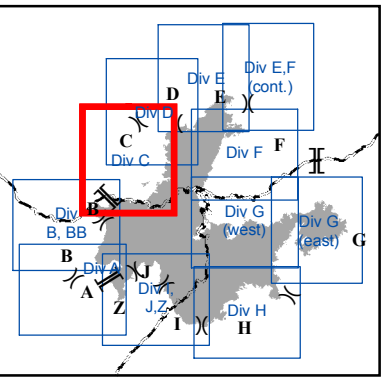 Div E,F
(cont.)
Div E
D
E
Div D
C
F
Div F
Div C
Div
B, BB
B
Div G
(west)
Div G
(east)
G
B
Div A
J
A
Z
Div I,
J,Z
I
Div H
H